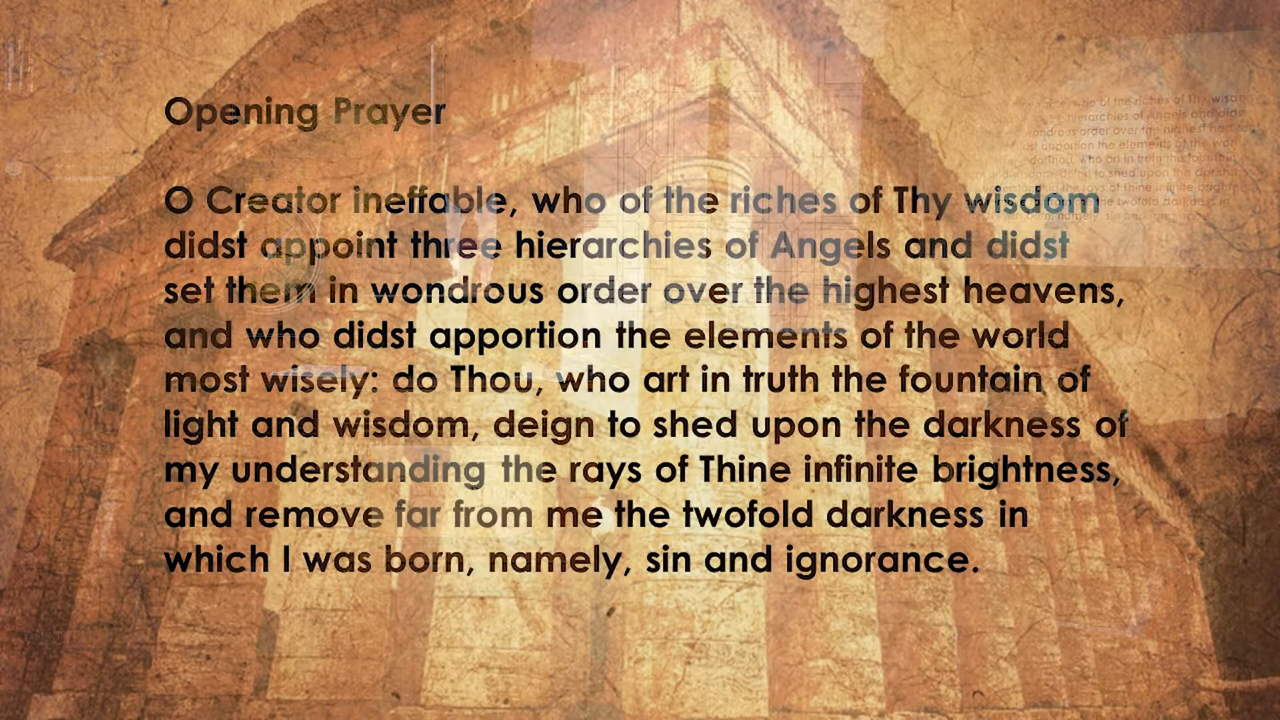 Opening Prayer
O Creator ineffable, who of the riches of Thy wisdom
didst appoint three hierarchies of Angels and didst
set them in wondrous order over the highest heavens,
and who didst apportion the elements of the world
most wisely: do Thou, who art in truth the fountain of
light and wisdom, deign to shed upon the darkness of
my understanding the rays of Thine infinite brightness,
and remove far from me the twofold darkness in
which I was born, namely, sin and ignorance.